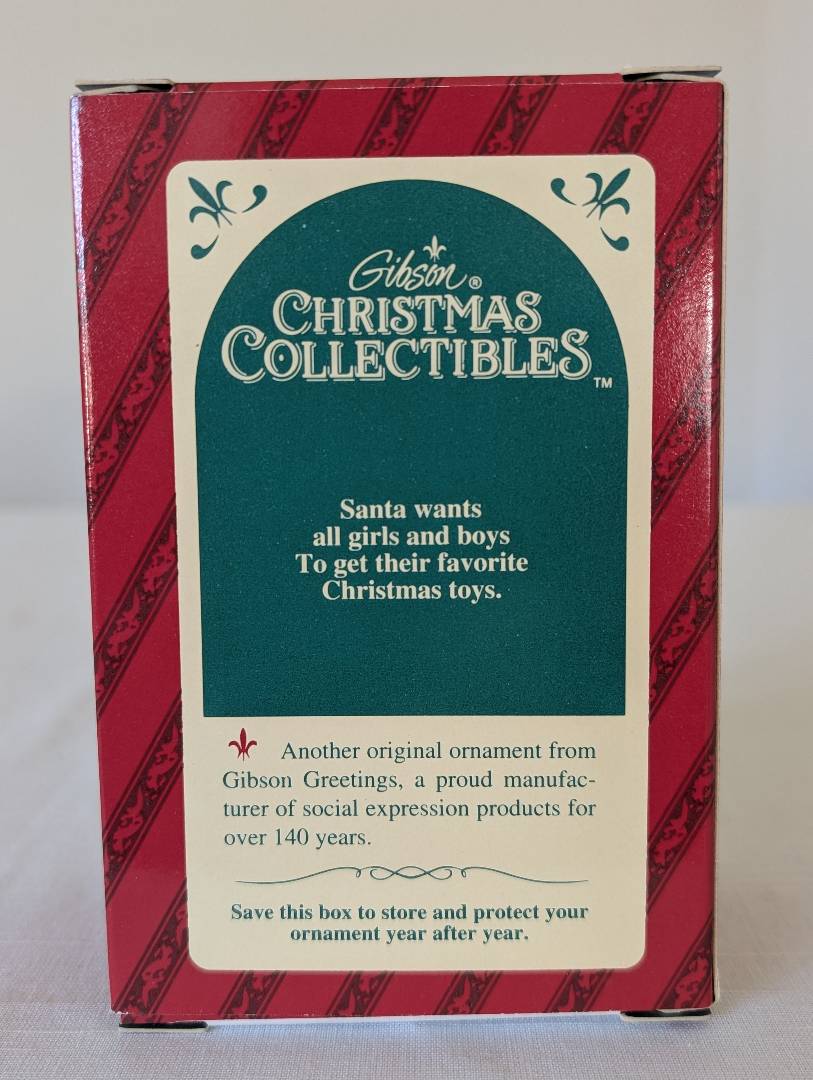 Gibson®
CHRISTMAS
COLLECTIBLES™
Santa wants
all girls and boys
To get their favorite
Christmas toys.
Another original ornament from
Gibson Greetings, a proud manufac-
turer of social expression products for
over 140 years.
Save this box to store and protect your
ornament year after year.